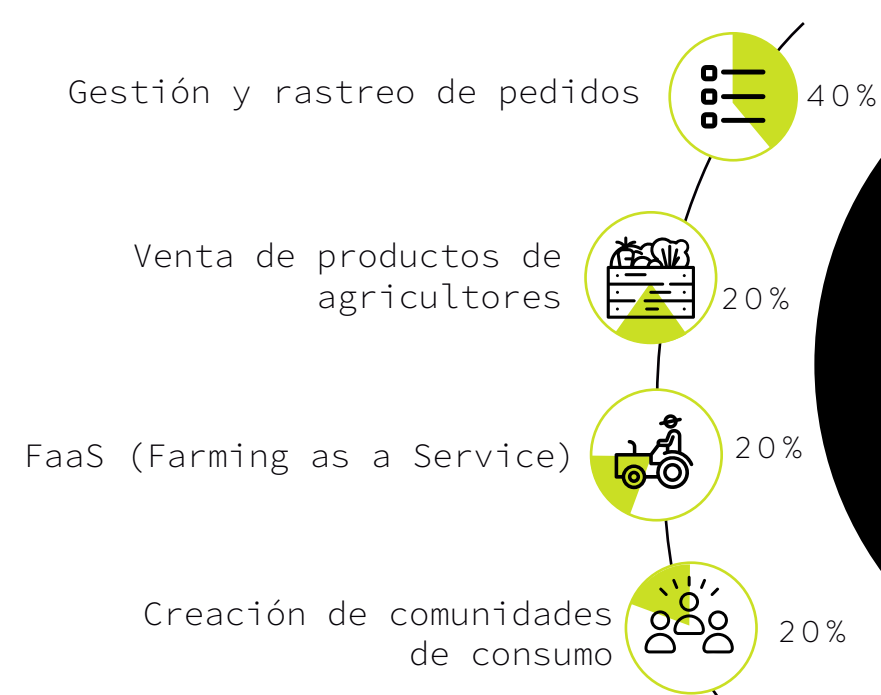 Gestión y rastreo de pedidos
40%
Venta de productos de
agricultores
20%
FaaS (Farming as a Service)
20%
Creación de comunidades
de consumo
20%